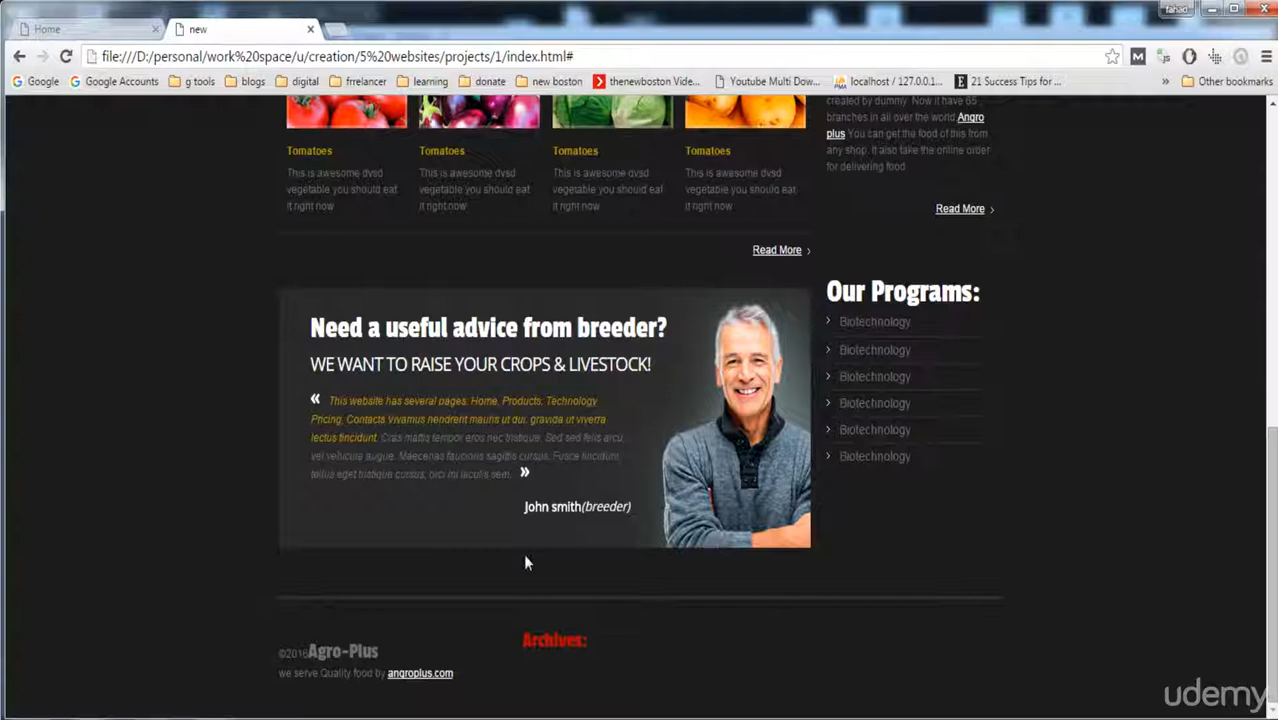 fahad
Home
new
file:///D:/personal/work%20space/u/creation/5%20websites/projects/1/index.html#
Google
Google Accounts
g tools
blogs
digital
frrelancer
learning
donate
new boston
thenewboston Vide...
Youtube Multi Dow...
localhost / 127.0.0.1...
21 Success Tips for ...
»
Other bookmarks
created by dummy. Now it have 65
branches in all over the world.Angro
plus You can get the food of this from
any shop. It also take the online order
for delivering food
Read More ›
Tomatoes
This is awesome dvsd
vegetable you should eat
it right now
Tomatoes
This is awesome dvsd
vegetable you should eat
it right now
Tomatoes
This is awesome dvsd
vegetable you should eat
it right now
Tomatoes
This is awesome dvsd
vegetable you should eat
it right now
Read More ›
Need a useful advice from breeder?
WE WANT TO RAISE YOUR CROPS & LIVESTOCK!
« This website has several pages: Home, Products, Technology
Pricing, Contacts Vivamus hendrerit mauris ut dui, gravida ut viverra
lectus tincidunt. Cras mattis tempor eros nec tristique. Sed sed felis arcu,
vel vehicula augue. Maecenas faucibus sagittis cursus. Fusce tincidunt,
tellus eget tristique cursus, orci mi iaculis sem. »
John smith(breeder)
Our Programs:
› Biotechnology
› Biotechnology
› Biotechnology
› Biotechnology
› Biotechnology
› Biotechnology
©2016Agro-Plus
we serve Quality food by angroplus.com
Archives:
udemy